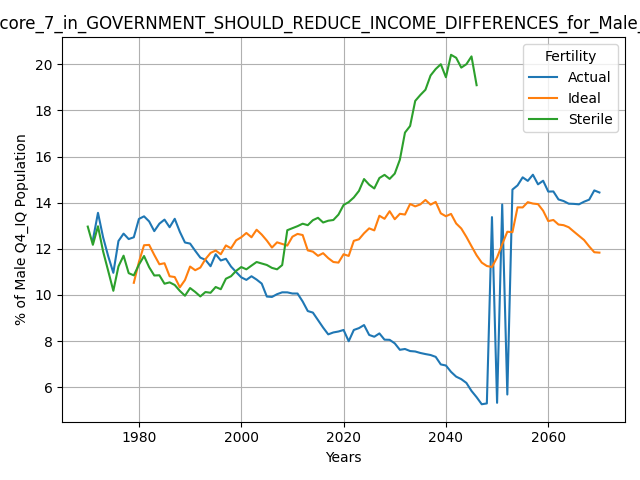 core_7_in_GOVERNMENT_SHOULD_REDUCE_INCOME_DIFFERENCES_for_Male_
% of Male Q4_IQ Population
20
18
16
14
12
10
8
6
Fertility
Actual
Ideal
Sterile
1980
2000
2020
2040
2060
Years